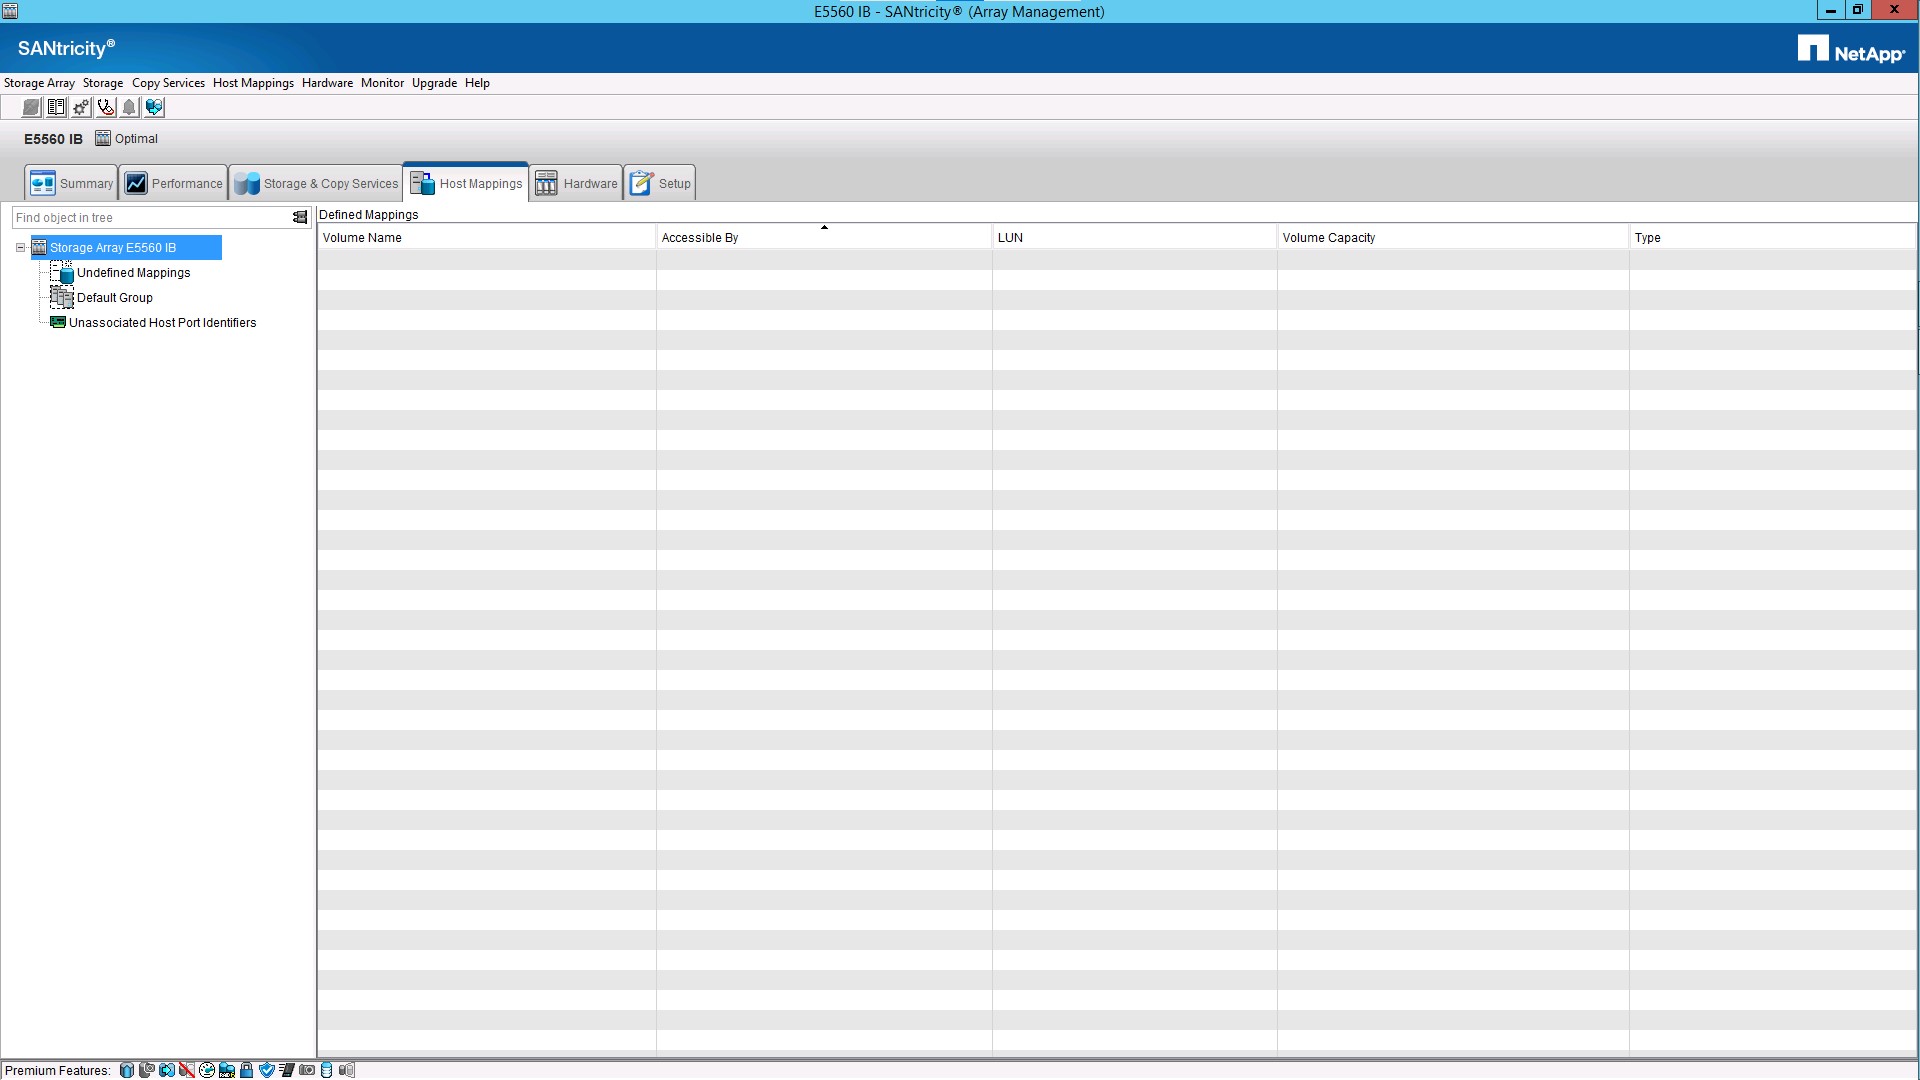 E5560 IB - SANtricity® (Array Management)
SANtricity®
NetApp®
Storage Array Storage Copy Services Host Mappings Hardware Monitor Upgrade Help
E5560 IB Optimal
Summary Performance Storage & Copy Services Host Mappings Hardware Setup
Find object in tree
Storage Array E5560 IB
Undefined Mappings
Default Group
Unassociated Host Port Identifiers
Defined Mappings
Volume Name Accessible By LUN Volume Capacity Type
Premium Features: